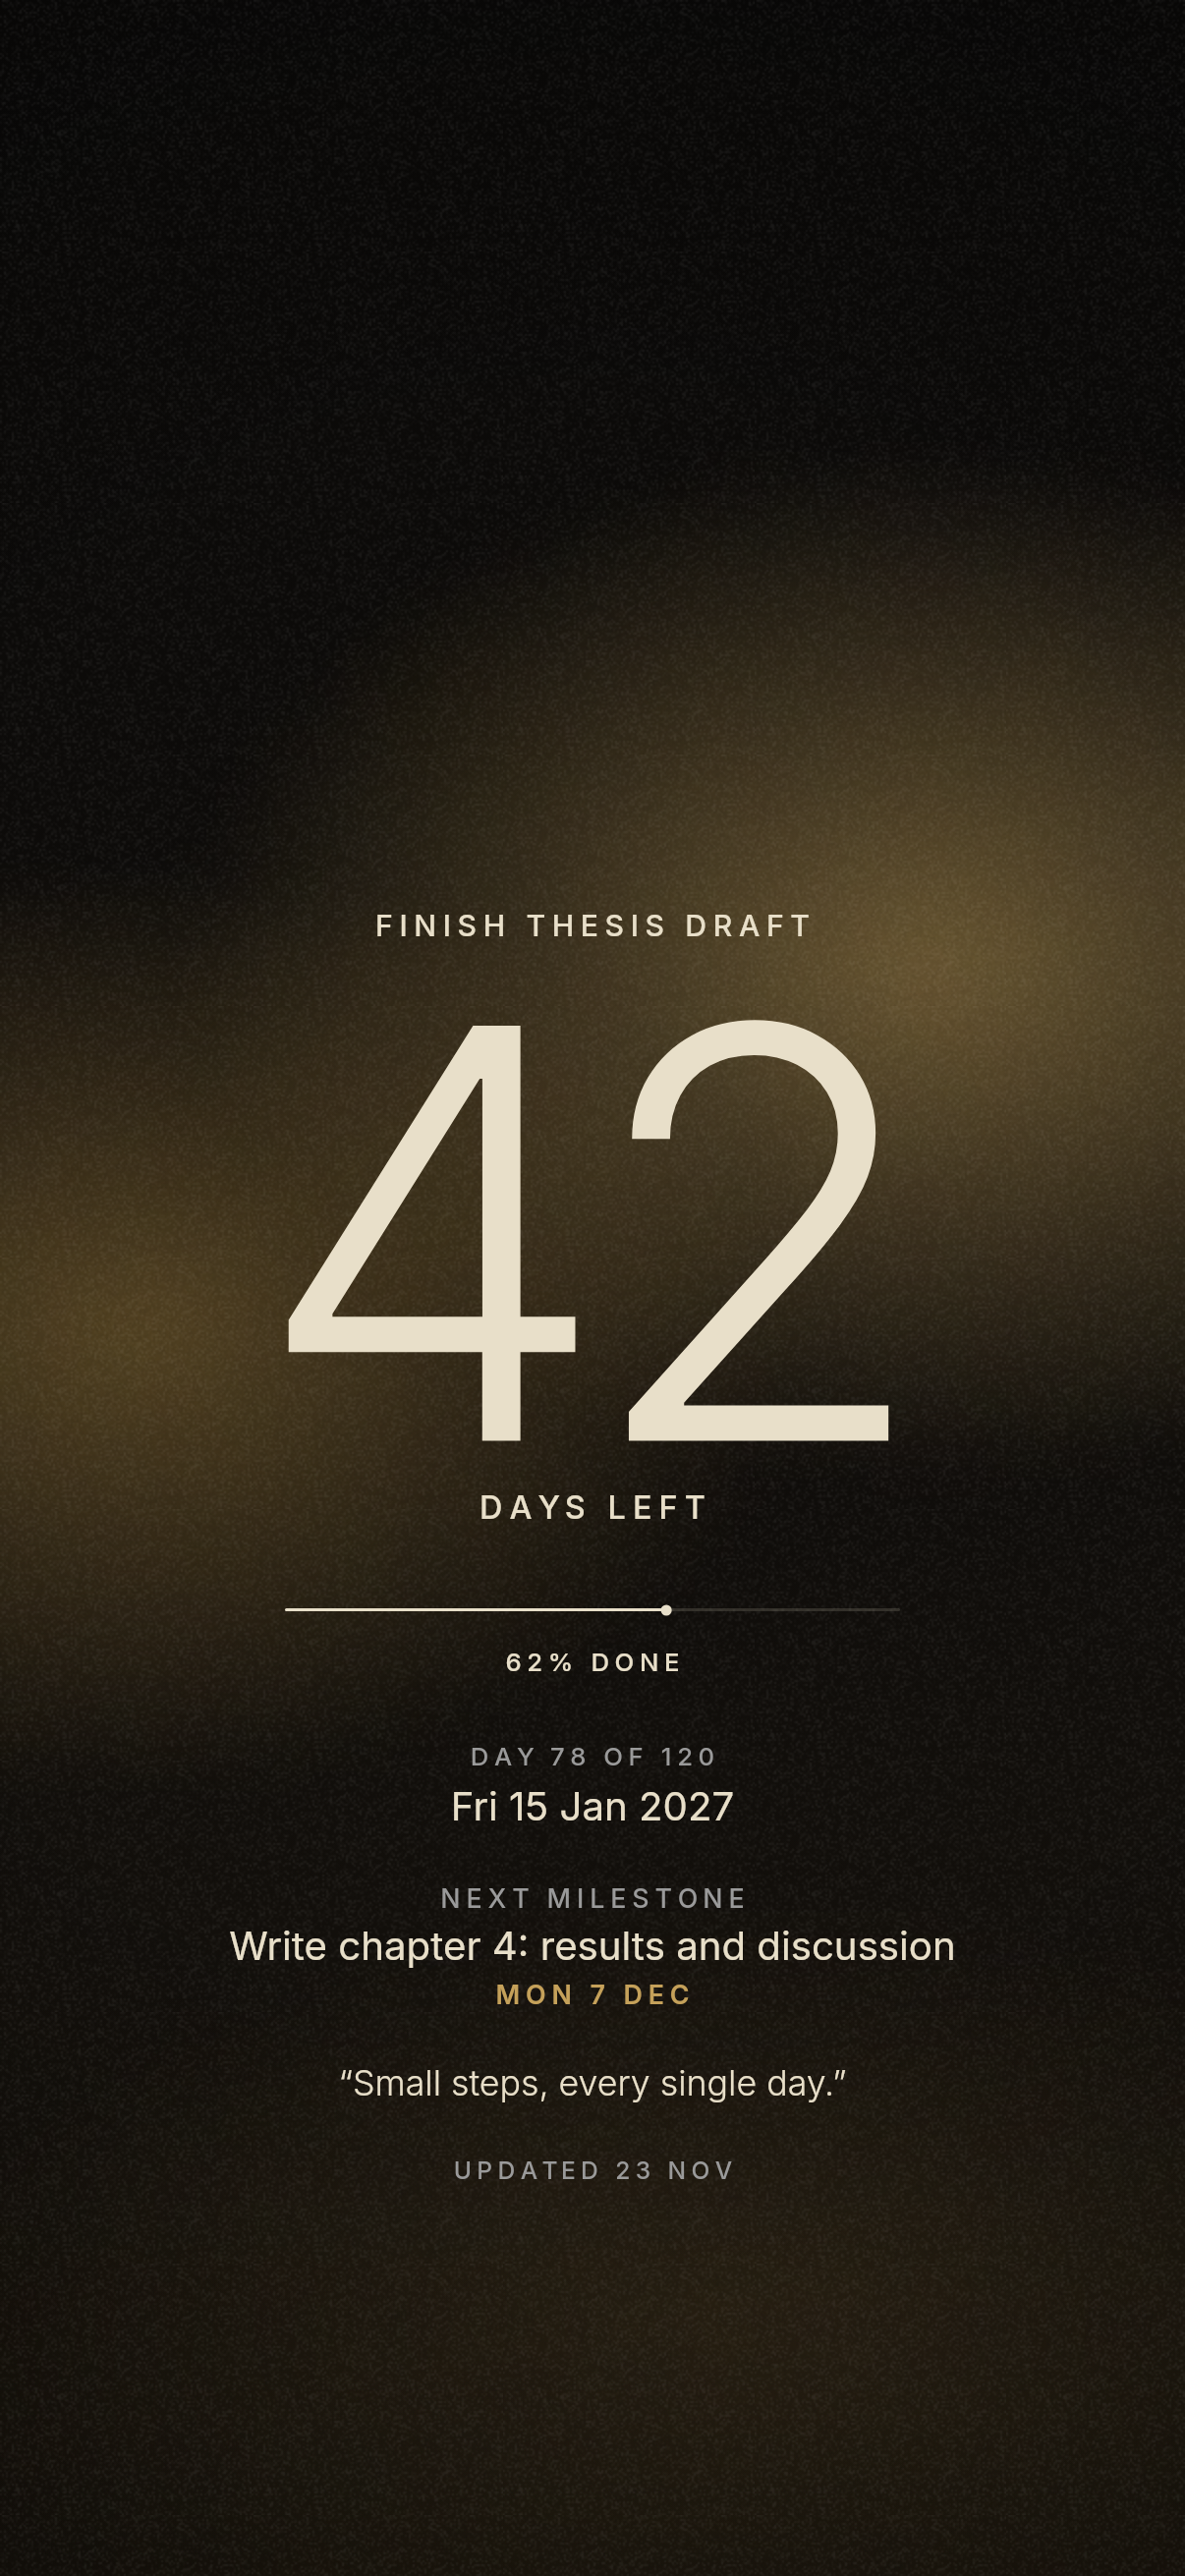 FINISH THESIS DRAFT
42
DAYS LEFT
62% DONE
DAY 78 OF 120
Fri 15 Jan 2027
NEXT MILESTONE
Write chapter 4: results and discussion
MON 7 DEC
“Small steps, every single day.”
UPDATED 23 NOV